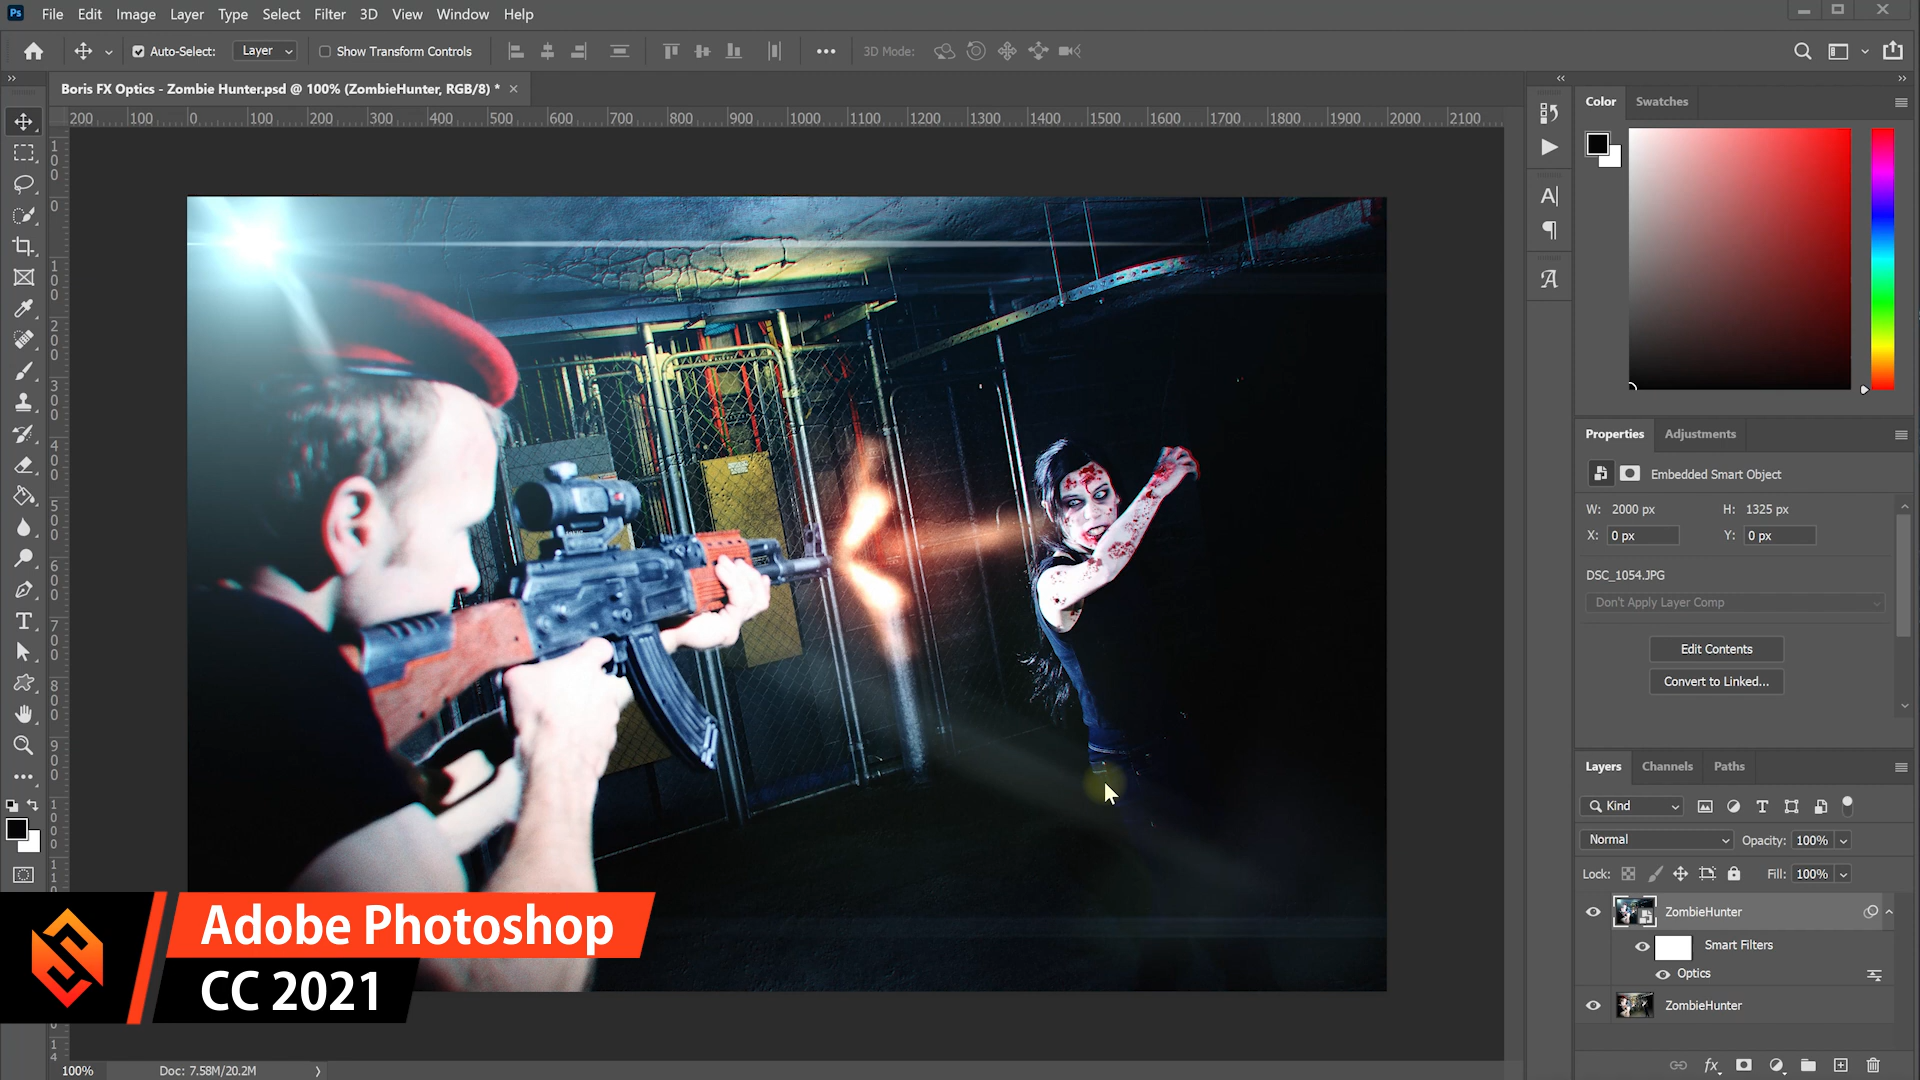 Ps File Edit Image Layer Type Select Filter 3D View Window Help
Auto-Select: Layer Show Transform Controls 3D Mode:
Boris FX Optics - Zombie Hunter.psd @ 100% (ZombieHunter, RGB/8) *
200 100 0 100 200 300 400 500 600 700 800 900 1000 1100 1200 1300 1400 1500 1600 1700 1800 1900 2000 2100
Color Swatches
Properties Adjustments
Embedded Smart Object
W: 2000 px H: 1325 px
X: 0 px Y: 0 px
DSC_1054.JPG
Don't Apply Layer Comp
Edit Contents
Convert to Linked...
Layers Channels Paths
Kind
Normal Opacity: 100%
Lock: Fill: 100%
ZombieHunter
Smart Filters
Optics
ZombieHunter
Adobe Photoshop
CC 2021
100% Doc: 7.58M/20.2M